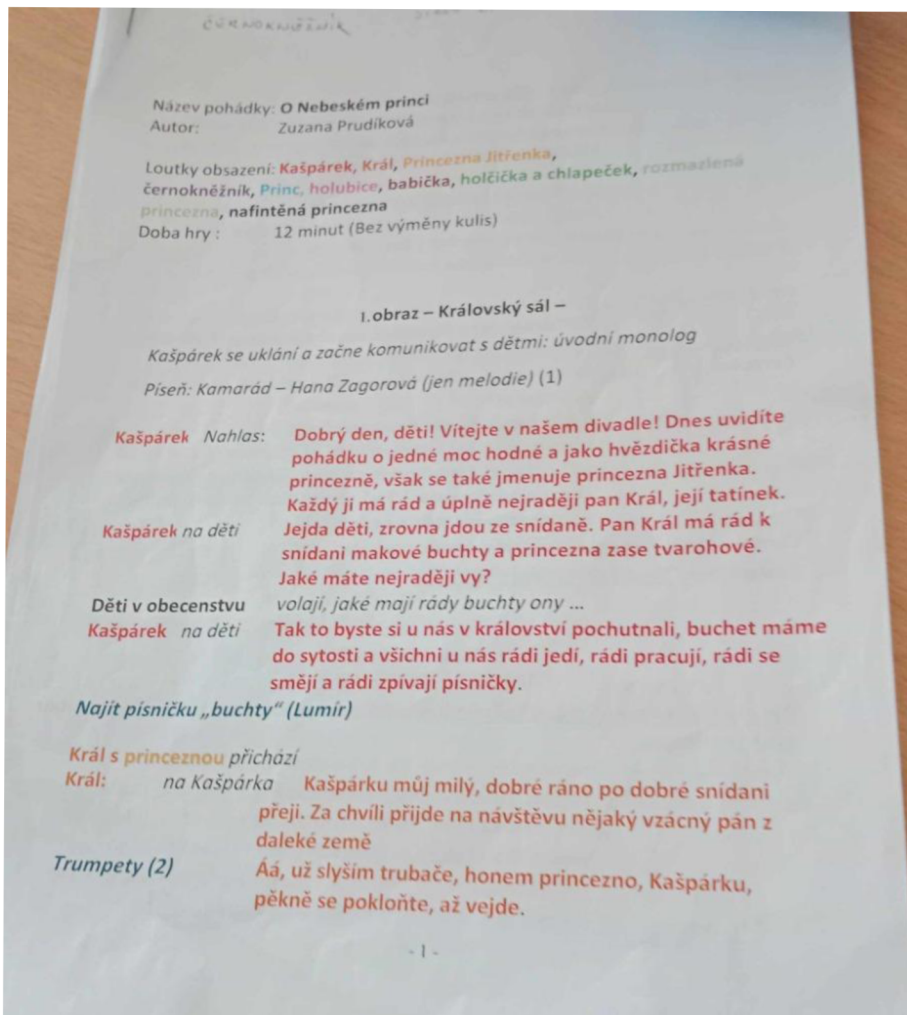 ČERNOKNĚŽNÍK
Název pohádky: O Nebeském princi
Autor: Zuzana Prudíková
Loutky obsazení: Kašpárek, Král, Princezna Jitřenka,
černokněžník, Princ, holubice, babička, holčička a chlapeček, rozmazlená
princezna, nafintěná princezna
Doba hry : 12 minut (Bez výměny kulis)
I.obraz – Královský sál –
Kašpárek se uklání a začne komunikovat s dětmi: úvodní monolog
Píseň: Kamarád – Hana Zagorová (jen melodie) (1)
Kašpárek Nahlas: Dobrý den, děti! Vítejte v našem divadle! Dnes uvidíte
pohádku o jedné moc hodné a jako hvězdička krásné
princezně, však se také jmenuje princezna Jitřenka.
Každý ji má rád a úplně nejraději pan Král, její tatínek.
Kašpárek na děti Jejda děti, zrovna jdou ze snídaně. Pan Král má rád k
snídani makové buchty a princezna zase tvarohové.
Jaké máte nejraději vy?
Děti v obecenstvu volají, jaké mají rády buchty ony ...
Kašpárek na děti Tak to byste si u nás v království pochutnali, buchet máme
do sytosti a všichni u nás rádi jedí, rádi pracují, rádi se
smějí a rádi zpívají písničky.
Najít písničku „buchty“ (Lumír)
Král s princeznou přichází
Král: na Kašpárka Kašpárku můj milý, dobré ráno po dobré snídani
přeji. Za chvíli přijde na návštěvu nějaký vzácný pán z
daleké země
Trumpety (2) Áá, už slyším trubače, honem princezno, Kašpárku,
pěkně se pokloňte, až vejde.
- 1 -